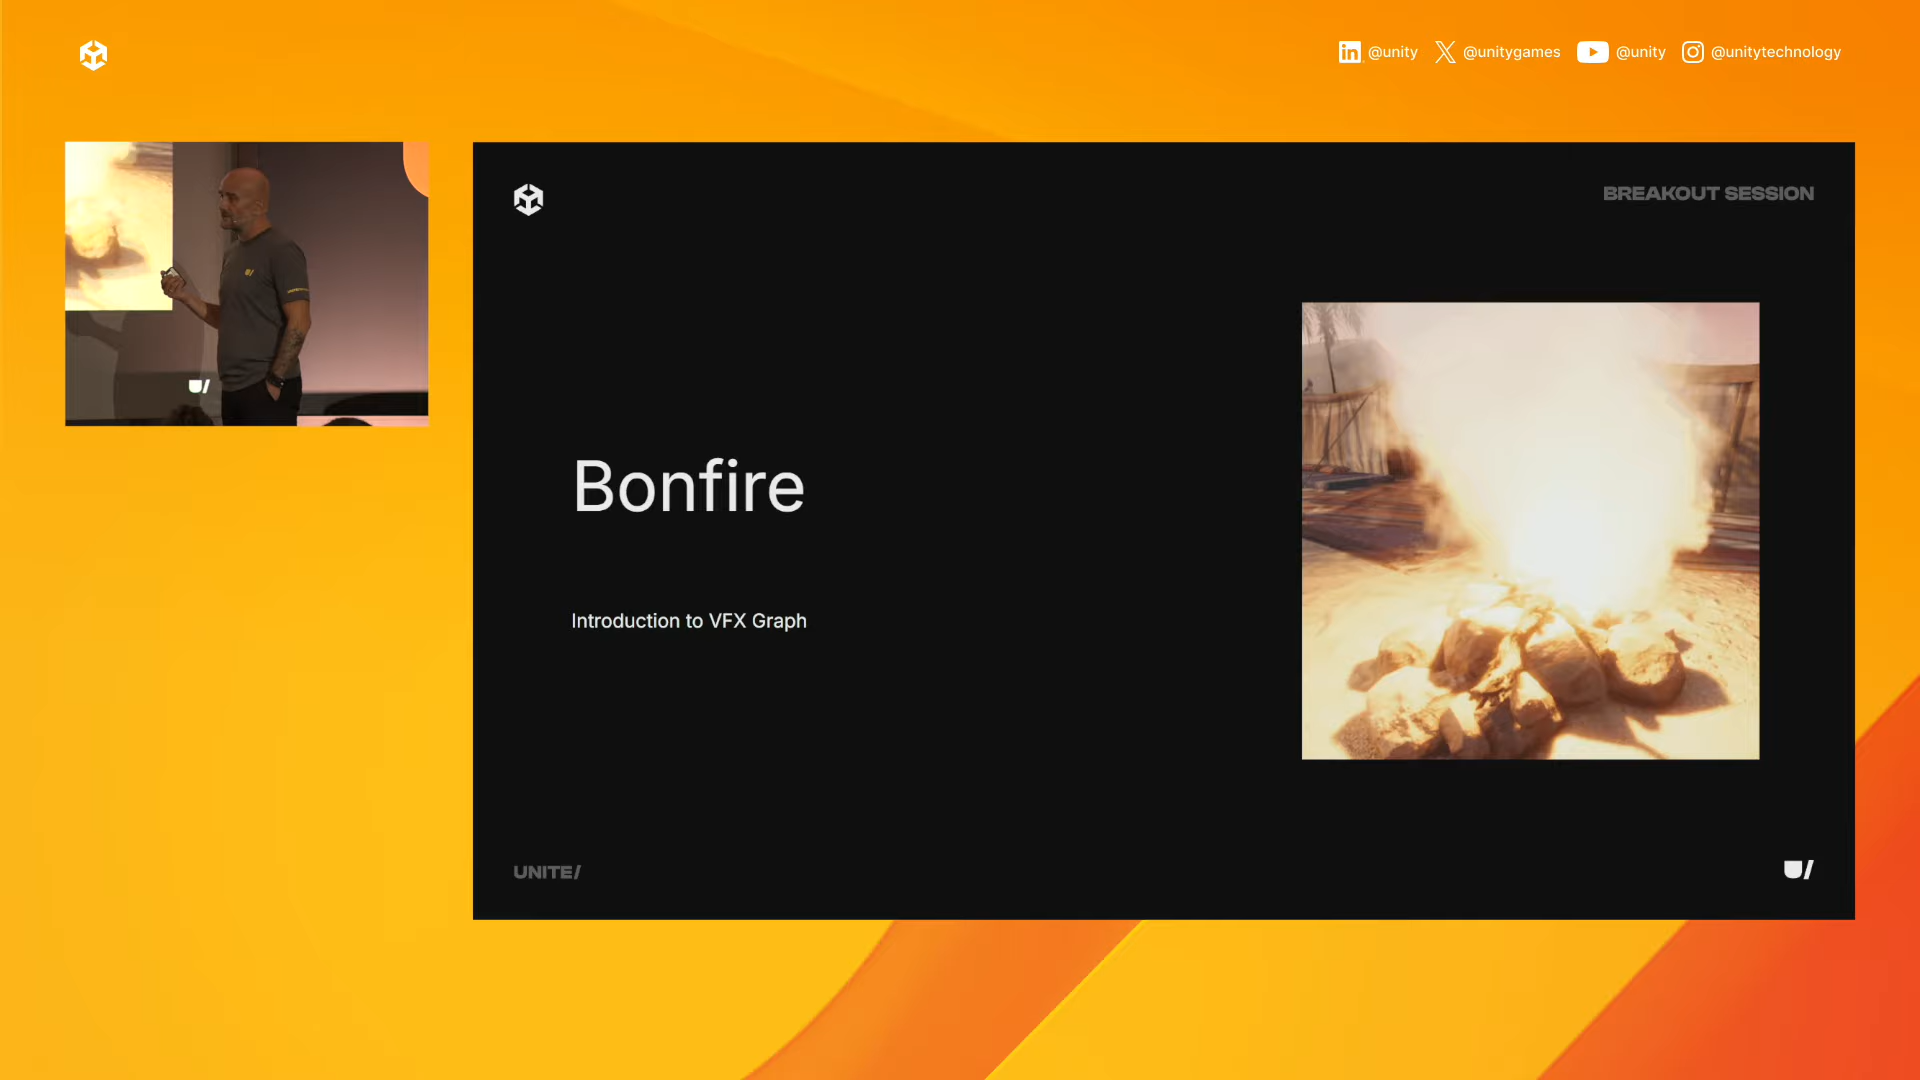 @unity
@unitygames
@unity
@unitytechnology
BREAKOUT SESSION
Bonfire
Introduction to VFX Graph
UNITE/
U/
U/